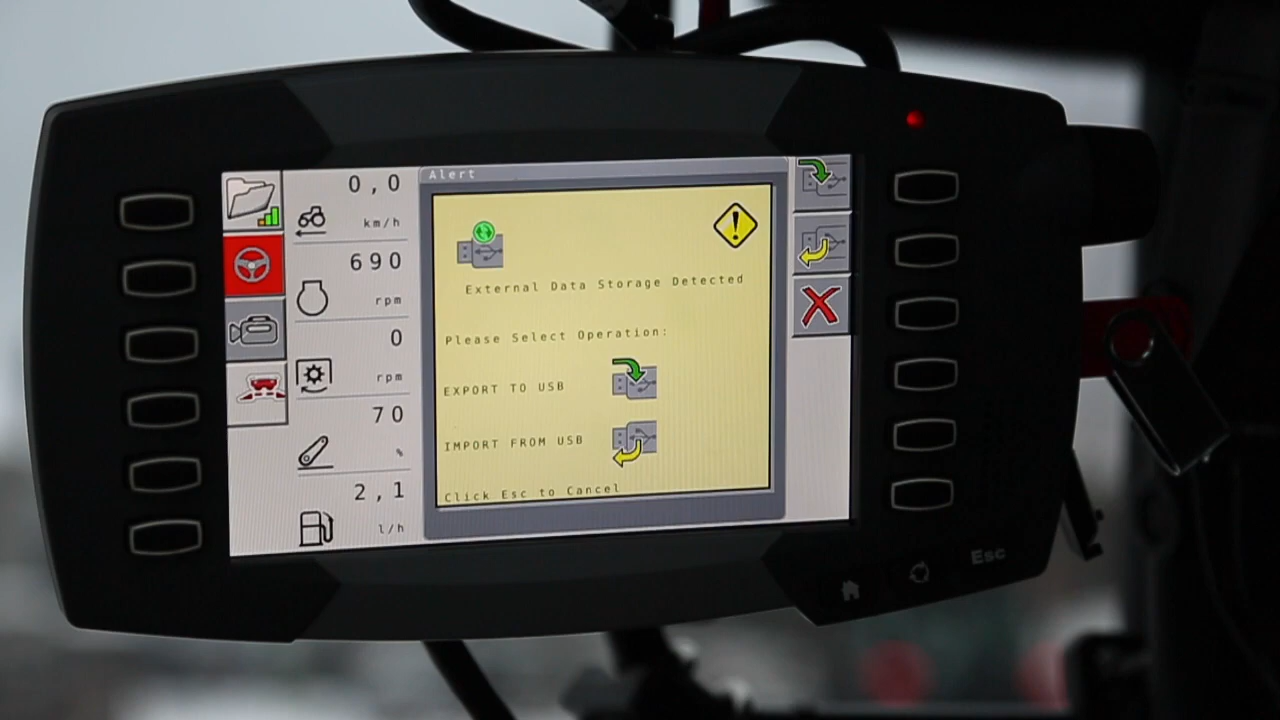 0,0
km/h
690
rpm
0
rpm
70
%
2,1
l/h
Alert
External Data Storage Detected
Please Select Operation:
EXPORT TO USB
IMPORT FROM USB
Click Esc to Cancel
Esc